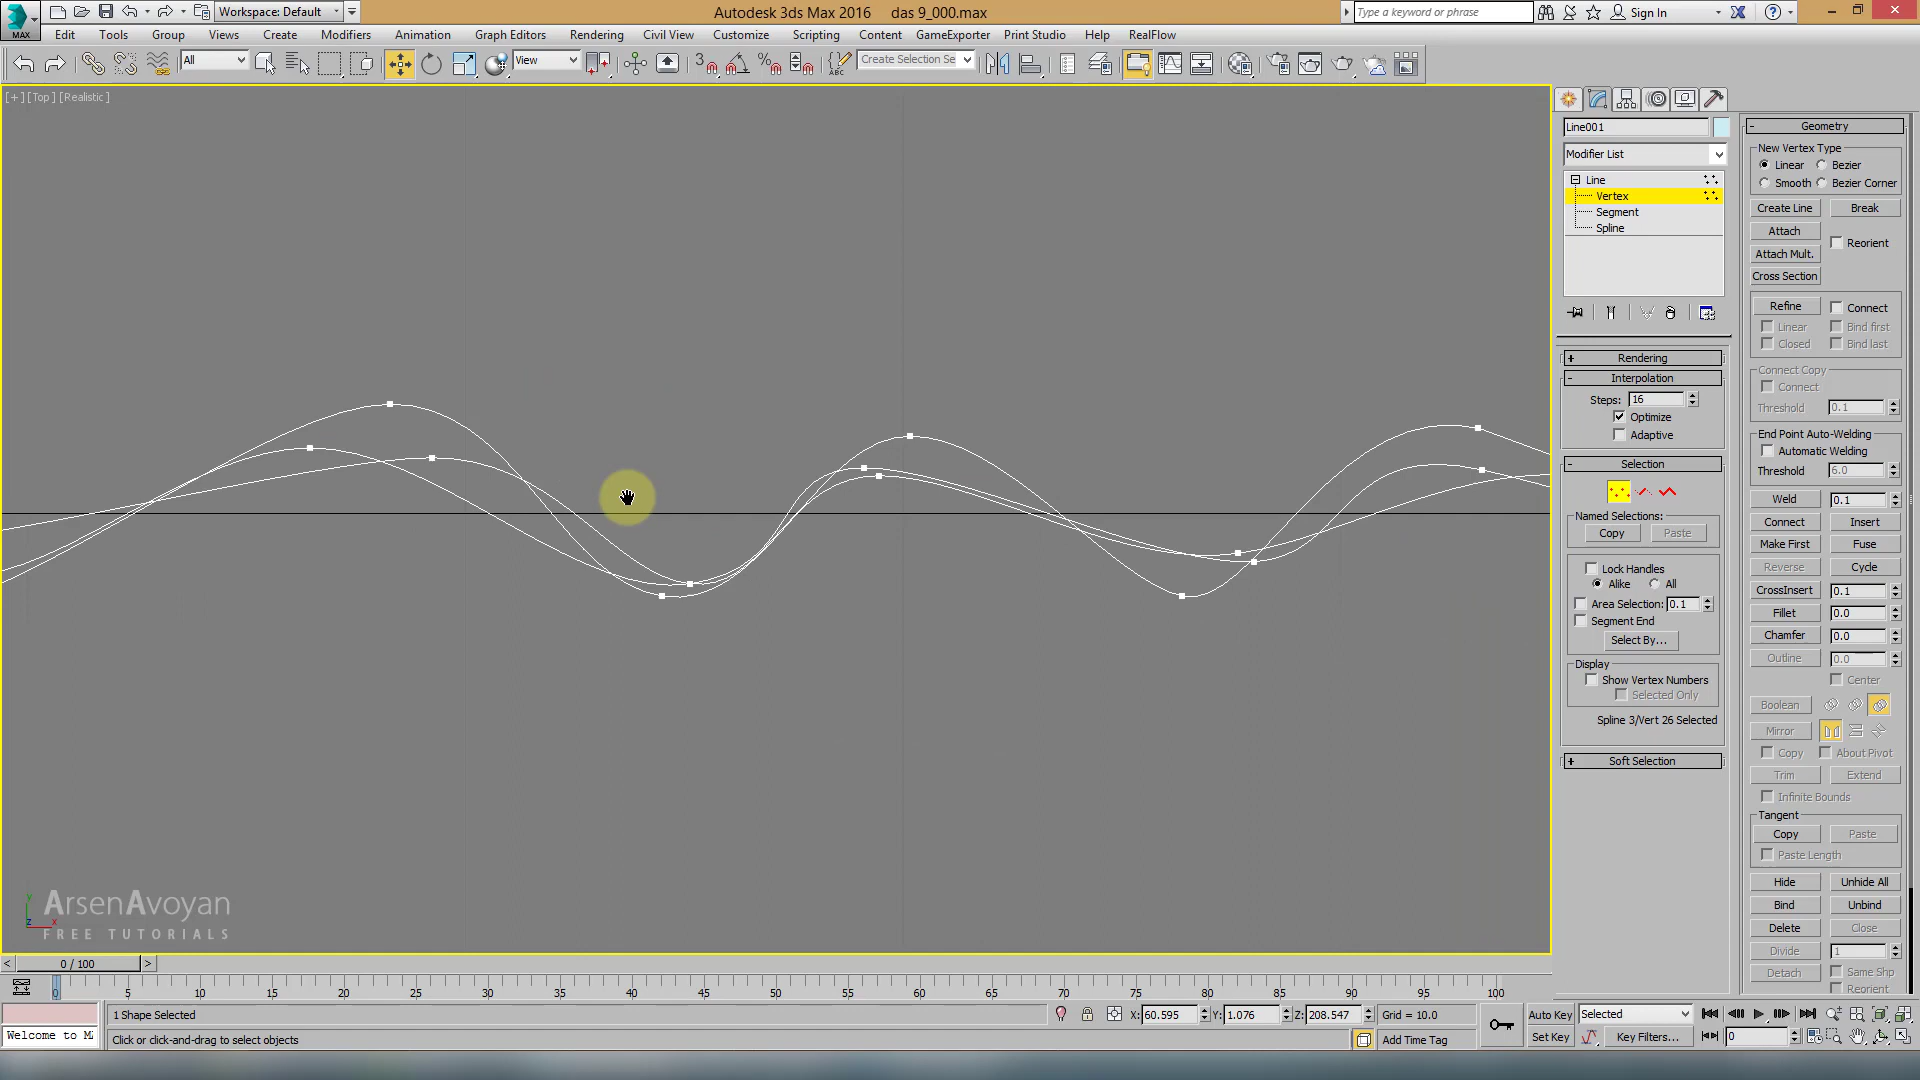 MAX
Workspace: Default
Autodesk 3ds Max 2016 das 9_000.max
Type a keyword or phrase
Sign In
Edit Tools Group Views Create Modifiers Animation Graph Editors Rendering Civil View Customize Scripting Content GameExporter Print Studio Help RealFlow
All
View
3
ABC
Create Selection Se
[+] [Top] [Realistic]
Line001
Modifier List
Line
Vertex
Segment
Spline
Rendering
Interpolation
Steps: 16
Optimize
Adaptive
Selection
Named Selections:
Copy Paste
Lock Handles
Alike All
Area Selection: 0.1
Segment End
Select By...
Display
Show Vertex Numbers
Selected Only
Spline 3/Vert 26 Selected
Soft Selection
Geometry
New Vertex Type
Linear Bezier
Smooth Bezier Corner
Create Line Break
Attach
Reorient
Attach Mult.
Cross Section
Refine Connect
Linear Bind first
Closed Bind last
Connect Copy
Connect
Threshold 0.1
End Point Auto-Welding
Automatic Welding
Threshold 6.0
Weld 0.1
Connect Insert
Make First Fuse
Reverse Cycle
CrossInsert 0.1
Fillet 0.0
Chamfer 0.0
Outline 0.0
Center
Boolean
Mirror
Copy About Pivot
Trim Extend
Infinite Bounds
Tangent
Copy Paste
Paste Length
Hide Unhide All
Bind Unbind
Delete Close
Divide 1
Detach Same Shp
Reorient
y
z x
ArsenAvoyan
FREE TUTORIALS
< 0 / 100 >
0 5 10 15 20 25 30 35 40 45 50 55 60 65 70 75 80 85 90 95 100
1 Shape Selected
X: 60.595 Y: 1.076 Z: 208.547 Grid = 10.0
Auto Key Selected
Welcome to M
Click or click-and-drag to select objects
Add Time Tag
Set Key Key Filters... 0